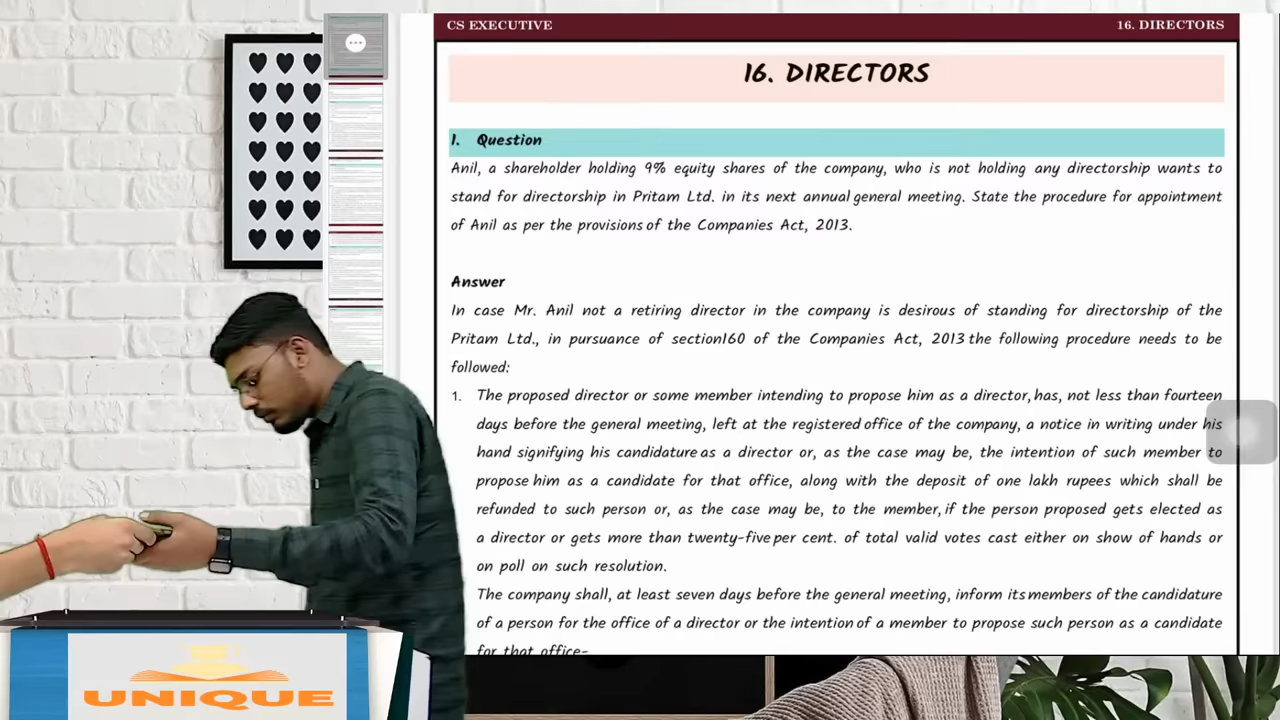 CS EXECUTIVE
16. DIRECTORS
16. DIRECTORS
1. Question
Anil, a shareholder holding 9% equity shares of the company, who is not holding any directorship wants to
stand for directorship in Pritam Ltd. in its next annual general meeting. State the procedure for appointment
of Anil as per the provisions of the Companies Act, 2013.
Answer
In case Mr. Anil not a retiring director in the company is desirous of standing for directorship of the
Pritam Ltd., in pursuance of section160 of the Companies Act, 2013 the following procedure needs to be
followed:
1. The proposed director or some member intending to propose him as a director, has, not less than fourteen
days before the general meeting, left at the registered office of the company, a notice in writing under his
hand signifying his candidature as a director or, as the case may be, the intention of such member to
propose him as a candidate for that office, along with the deposit of one lakh rupees which shall be
refunded to such person or, as the case may be, to the member, if the person proposed gets elected as
a director or gets more than twenty-five per cent. of total valid votes cast either on show of hands or
on poll on such resolution.
The company shall, at least seven days before the general meeting, inform its members of the candidature
of a person for the office of a director or the intention of a member to propose such person as a candidate
for that office-
UNIQUE